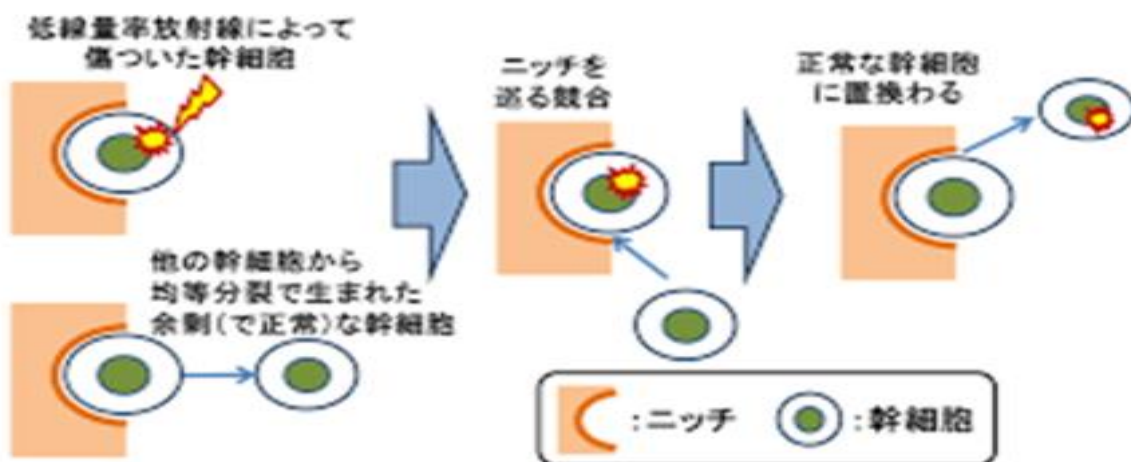 低線量率放射線によって
傷ついた幹細胞
ニッチを
巡る競合
正常な幹細胞
に置換わる
他の幹細胞から
均等分裂で生まれた
余剰(で正常)な幹細胞
:ニッチ
:幹細胞